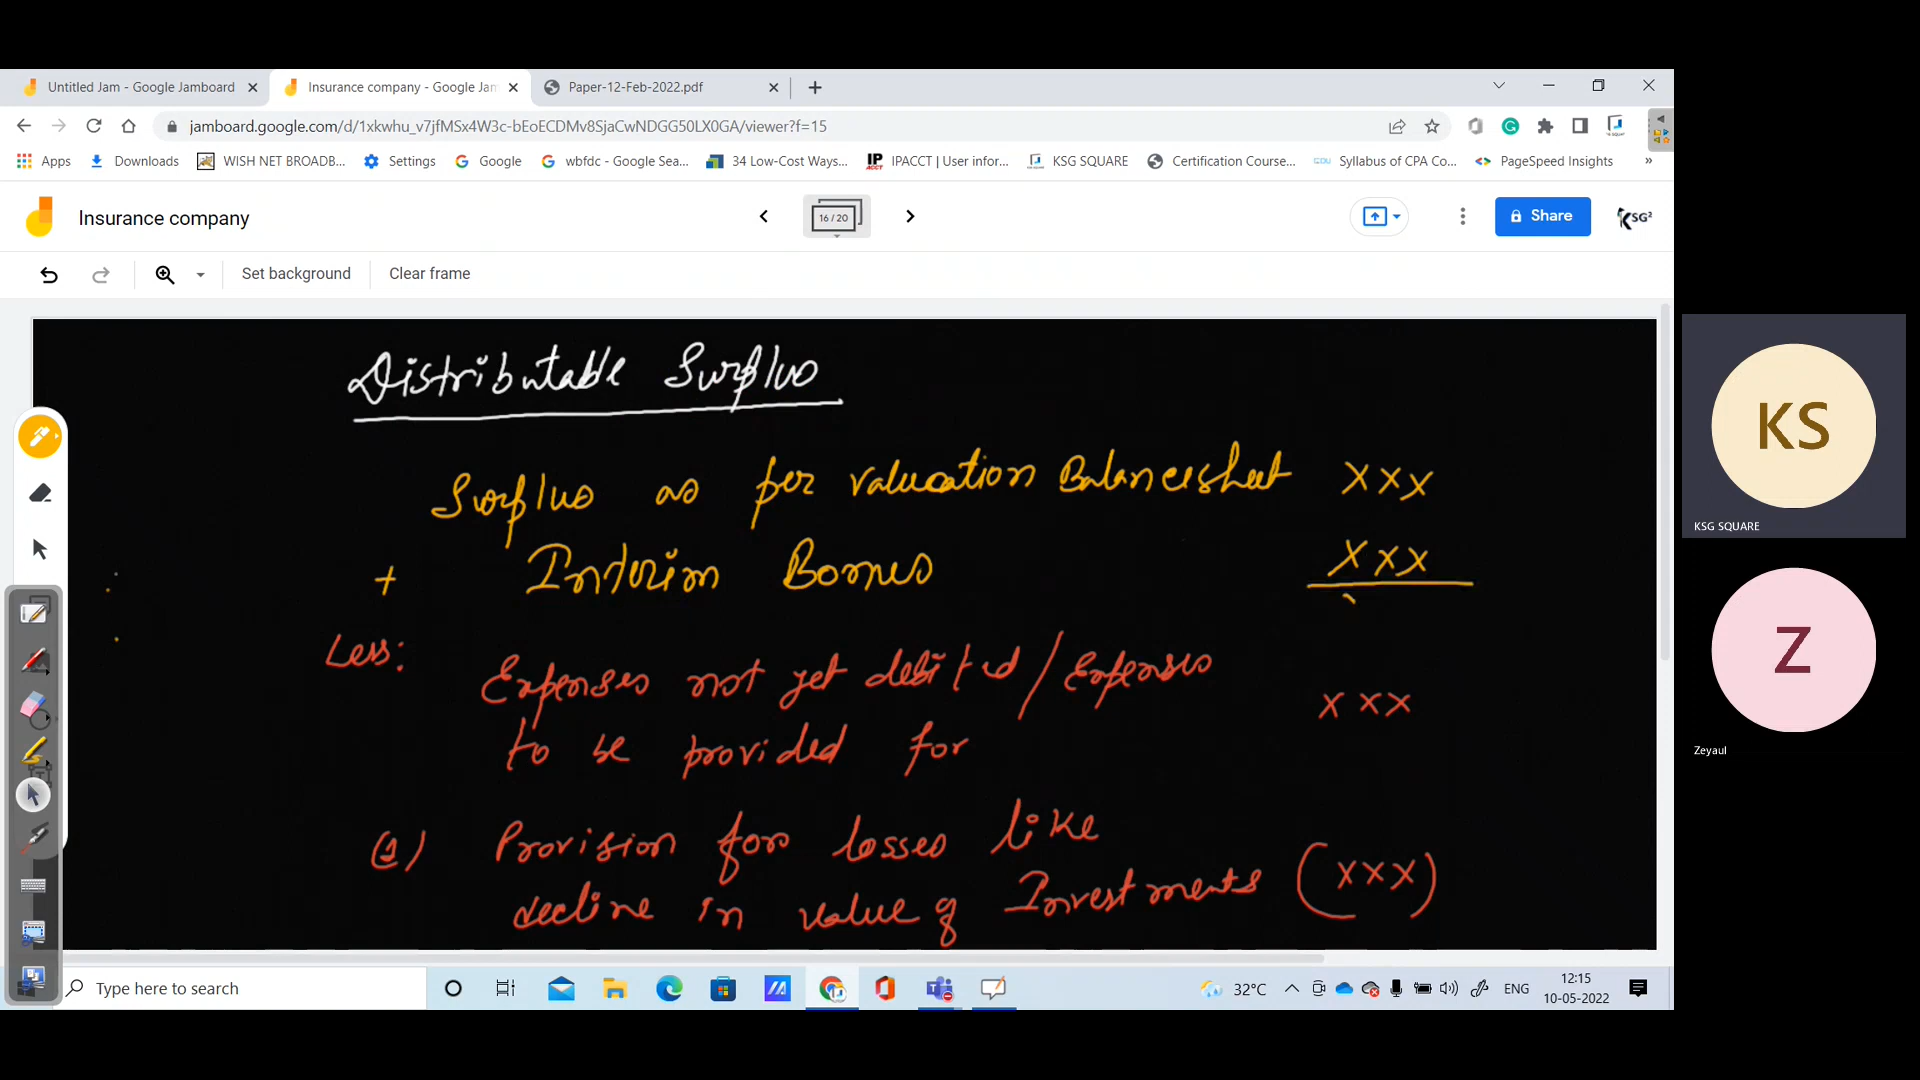 Untitled Jam - Google Jamboard
Insurance company - Google Jam
Paper-12-Feb-2022.pdf
jamboard.google.com/d/1xkwhu_v7jfMSx4W3c-bEoECDMv8SjaCwNDGG50LX0GA/viewer?f=15
Apps Downloads WISH NET BROADB... Settings Google wbfdc - Google Sea... 34 Low-Cost Ways... IPACCT | User infor... KSG SQUARE Certification Course... Syllabus of CPA Co... PageSpeed Insights »
Insurance company
16 / 20
Share
KSG²
Set background Clear frame
Distributable Surplus
Surplus as per valuation Balancesheet XXX
+ Interim Bonus XXX
Less: Expenses not yet debited / Expenses
to be provided for XXX
(1) Provision for losses like
decline in value of Investments (XXX)
KS
KSG SQUARE
Z
Zeyaul
Type here to search
32°C
ENG
12:15
10-05-2022